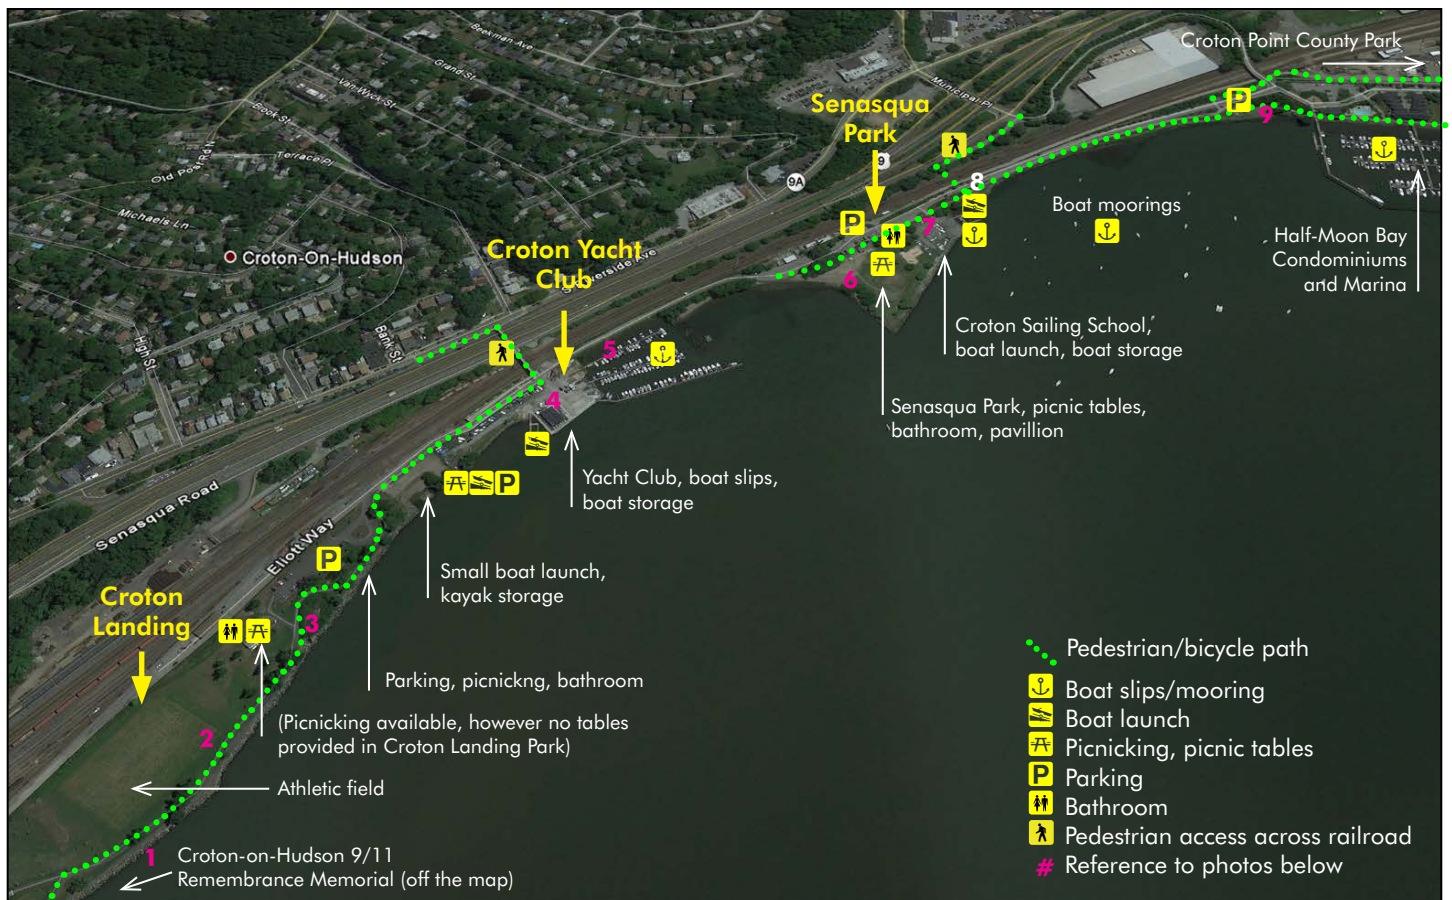 Croton Point County Park
Beekman Ave
Grand St
Van Wyck St
Municipal Pl
Brook St
Senasqua
Park
P
9
8
9
9A
Terrace Pl
Old Post Rd N
Michaels Ln
Croton-On-Hudson
Croton Yacht
Club
S Riverside Ave
P
7
6
Boat moorings
Half-Moon Bay
Condominiums
and Marina
High St
Bank St
5
4
Croton Sailing School,
boat launch, boat storage
Senasqua Park, picnic tables,
bathroom, pavillion
Yacht Club, boat slips,
boat storage
P
Senasqua Road
Elliott Way
P
Small boat launch,
kayak storage
Croton
Landing
3
Parking, picnickng, bathroom
(Picnicking available, however no tables
provided in Croton Landing Park)
2
Athletic field
1
Croton-on-Hudson 9/11
Remembrance Memorial (off the map)
Pedestrian/bicycle path
Boat slips/mooring
Boat launch
Picnicking, picnic tables
P Parking
Bathroom
Pedestrian access across railroad
# Reference to photos below